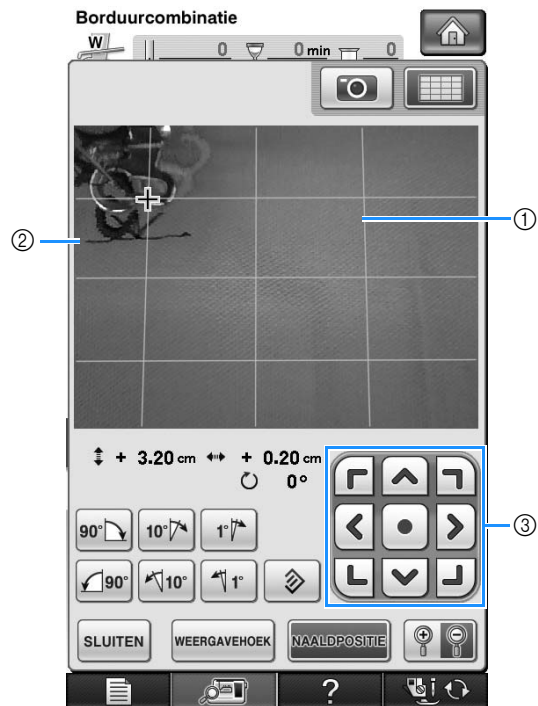 Borduurcombinatie
W
0 0 min 0
①
②
+ 3.20 cm + 0.20 cm
0°
③
90° 10° 1°
90° 10° 1°
SLUITEN WEERGAVEHOEK NAALDPOSITIE
?